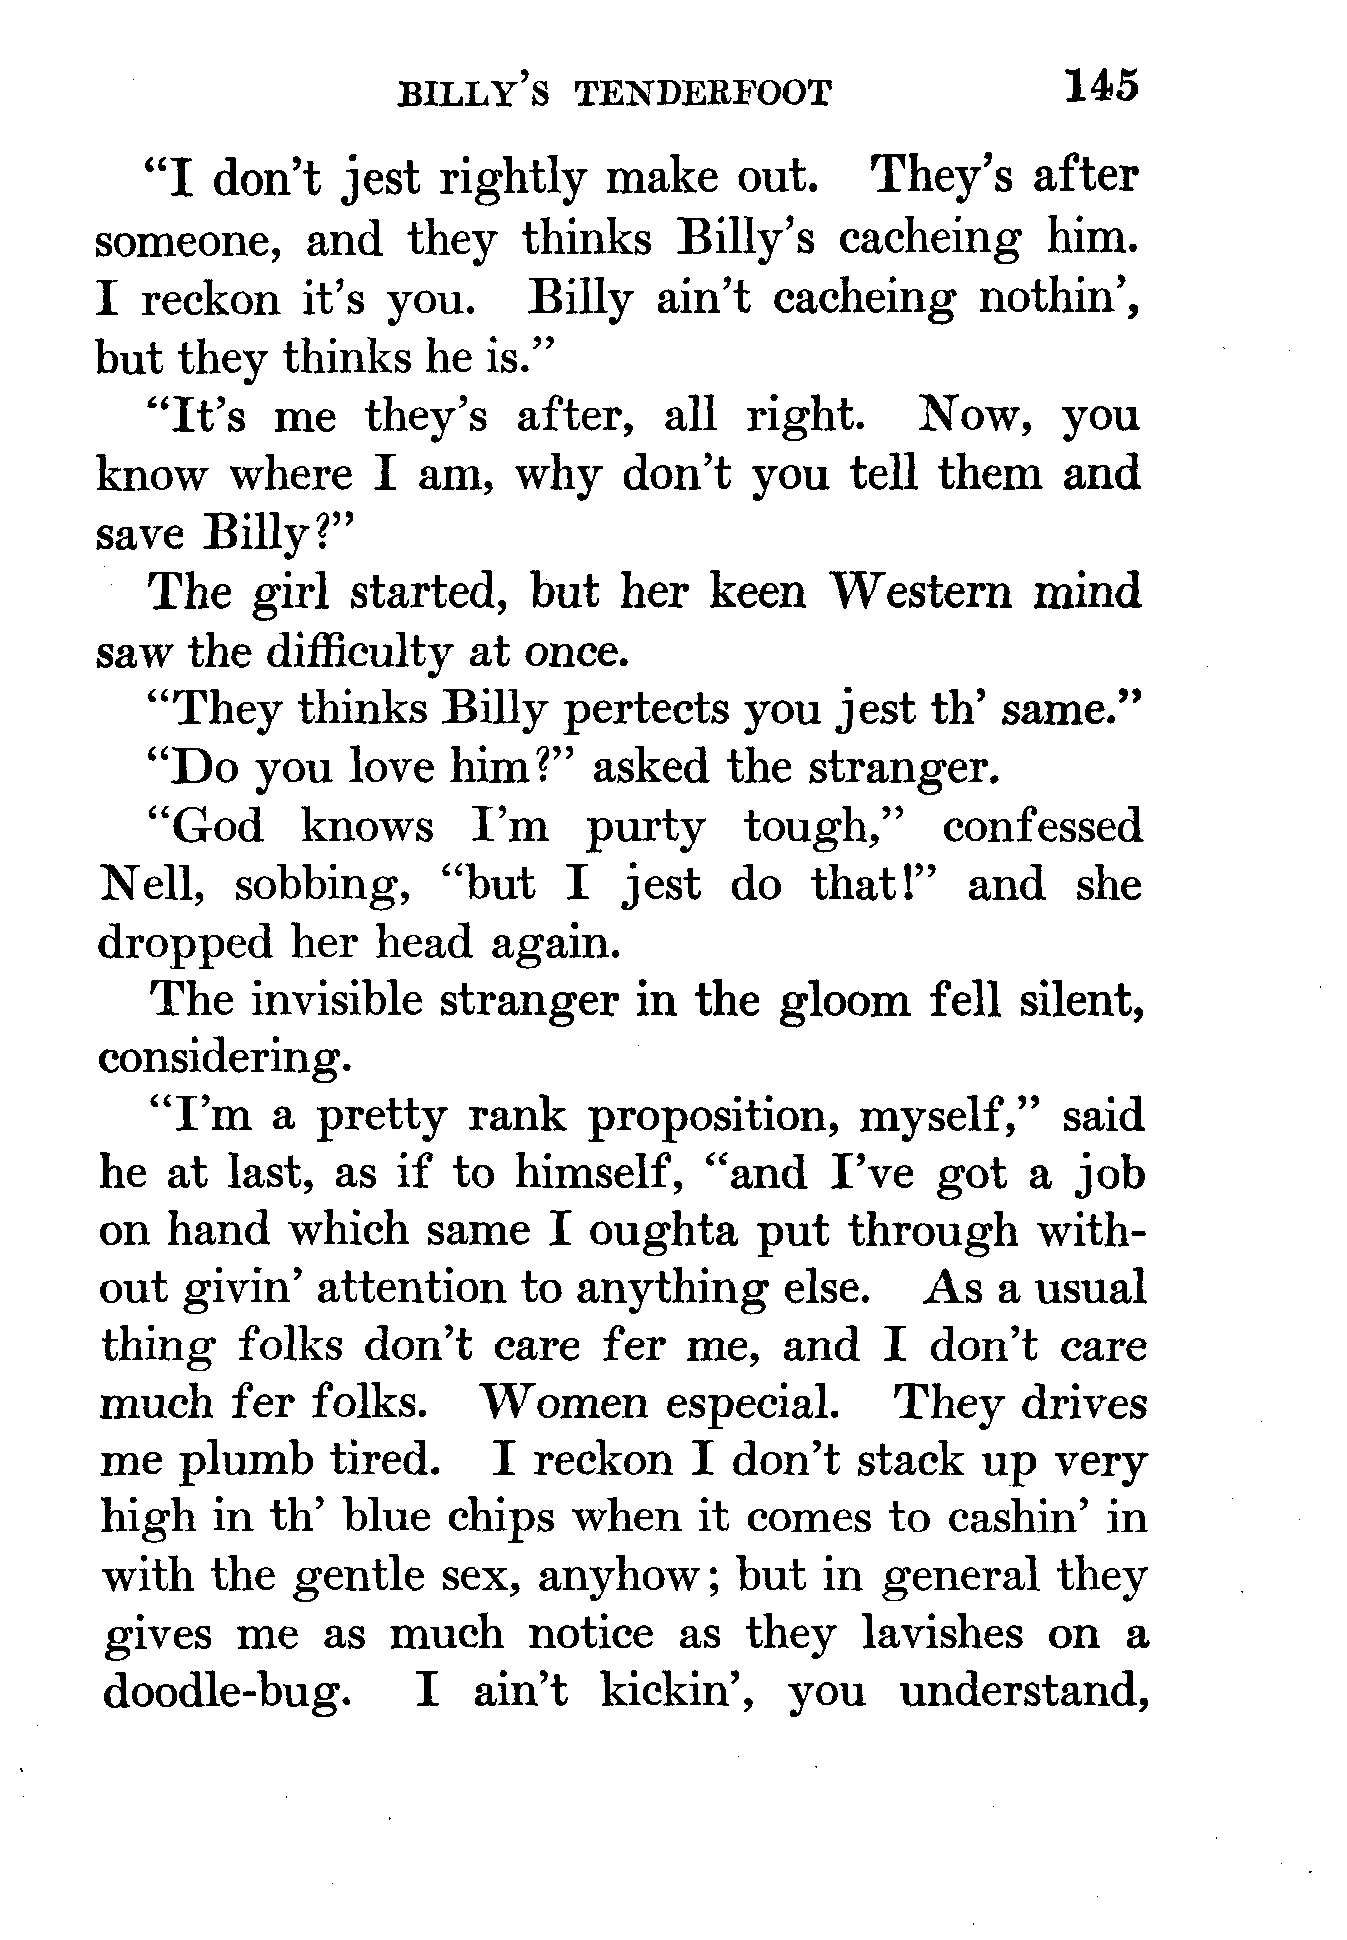 BILLY'S TENDERFOOT 145
"I don't jest rightly make out. They's after
someone, and they thinks Billy's cacheing him.
I reckon it's you. Billy ain't cacheing nothin',
but they thinks he is."
"It's me they's after, all right. Now, you
know where I am, why don't you tell them and
save Billy?"
The girl started, but her keen Western mind
saw the difficulty at once.
"They thinks Billy pertects you jest th' same."
"Do you love him?" asked the stranger.
"God knows I'm purty tough," confessed
Nell, sobbing, "but I jest do that!" and she
dropped her head again.
The invisible stranger in the gloom fell silent,
considering.
"I'm a pretty rank proposition, myself," said
he at last, as if to himself, "and I've got a job
on hand which same I oughta put through with-
out givin' attention to anything else. As a usual
thing folks don't care fer me, and I don't care
much fer folks. Women especial. They drives
me plumb tired. I reckon I don't stack up very
high in th' blue chips when it comes to cashin' in
with the gentle sex, anyhow; but in general they
gives me as much notice as they lavishes on a
doodle-bug. I ain't kickin', you understand,